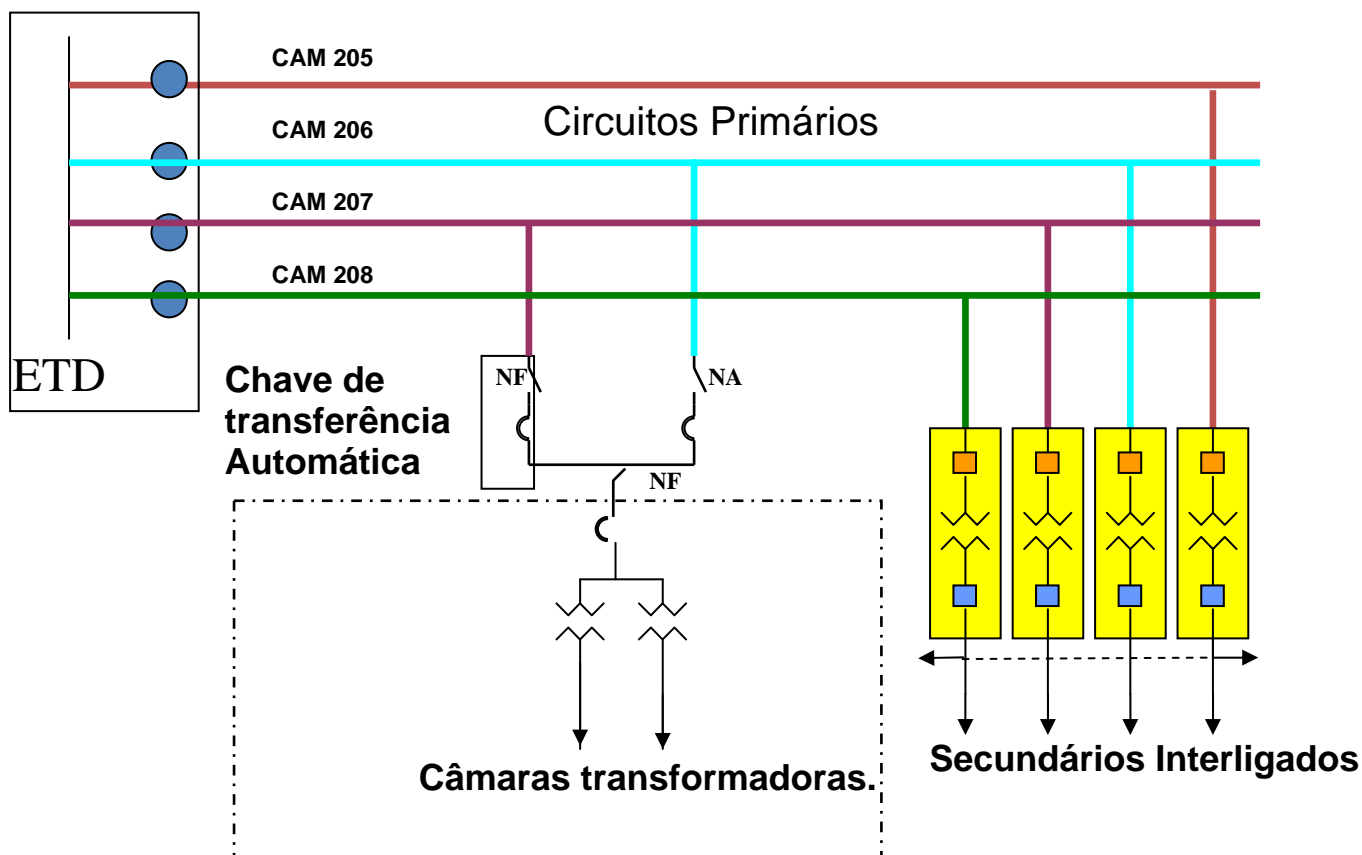 CAM 205
Circuitos Primários
CAM 206
CAM 207
CAM 208
ETD
Chave de
transferência
Automática
NF
NA
NF
Secundários Interligados
Câmaras transformadoras.